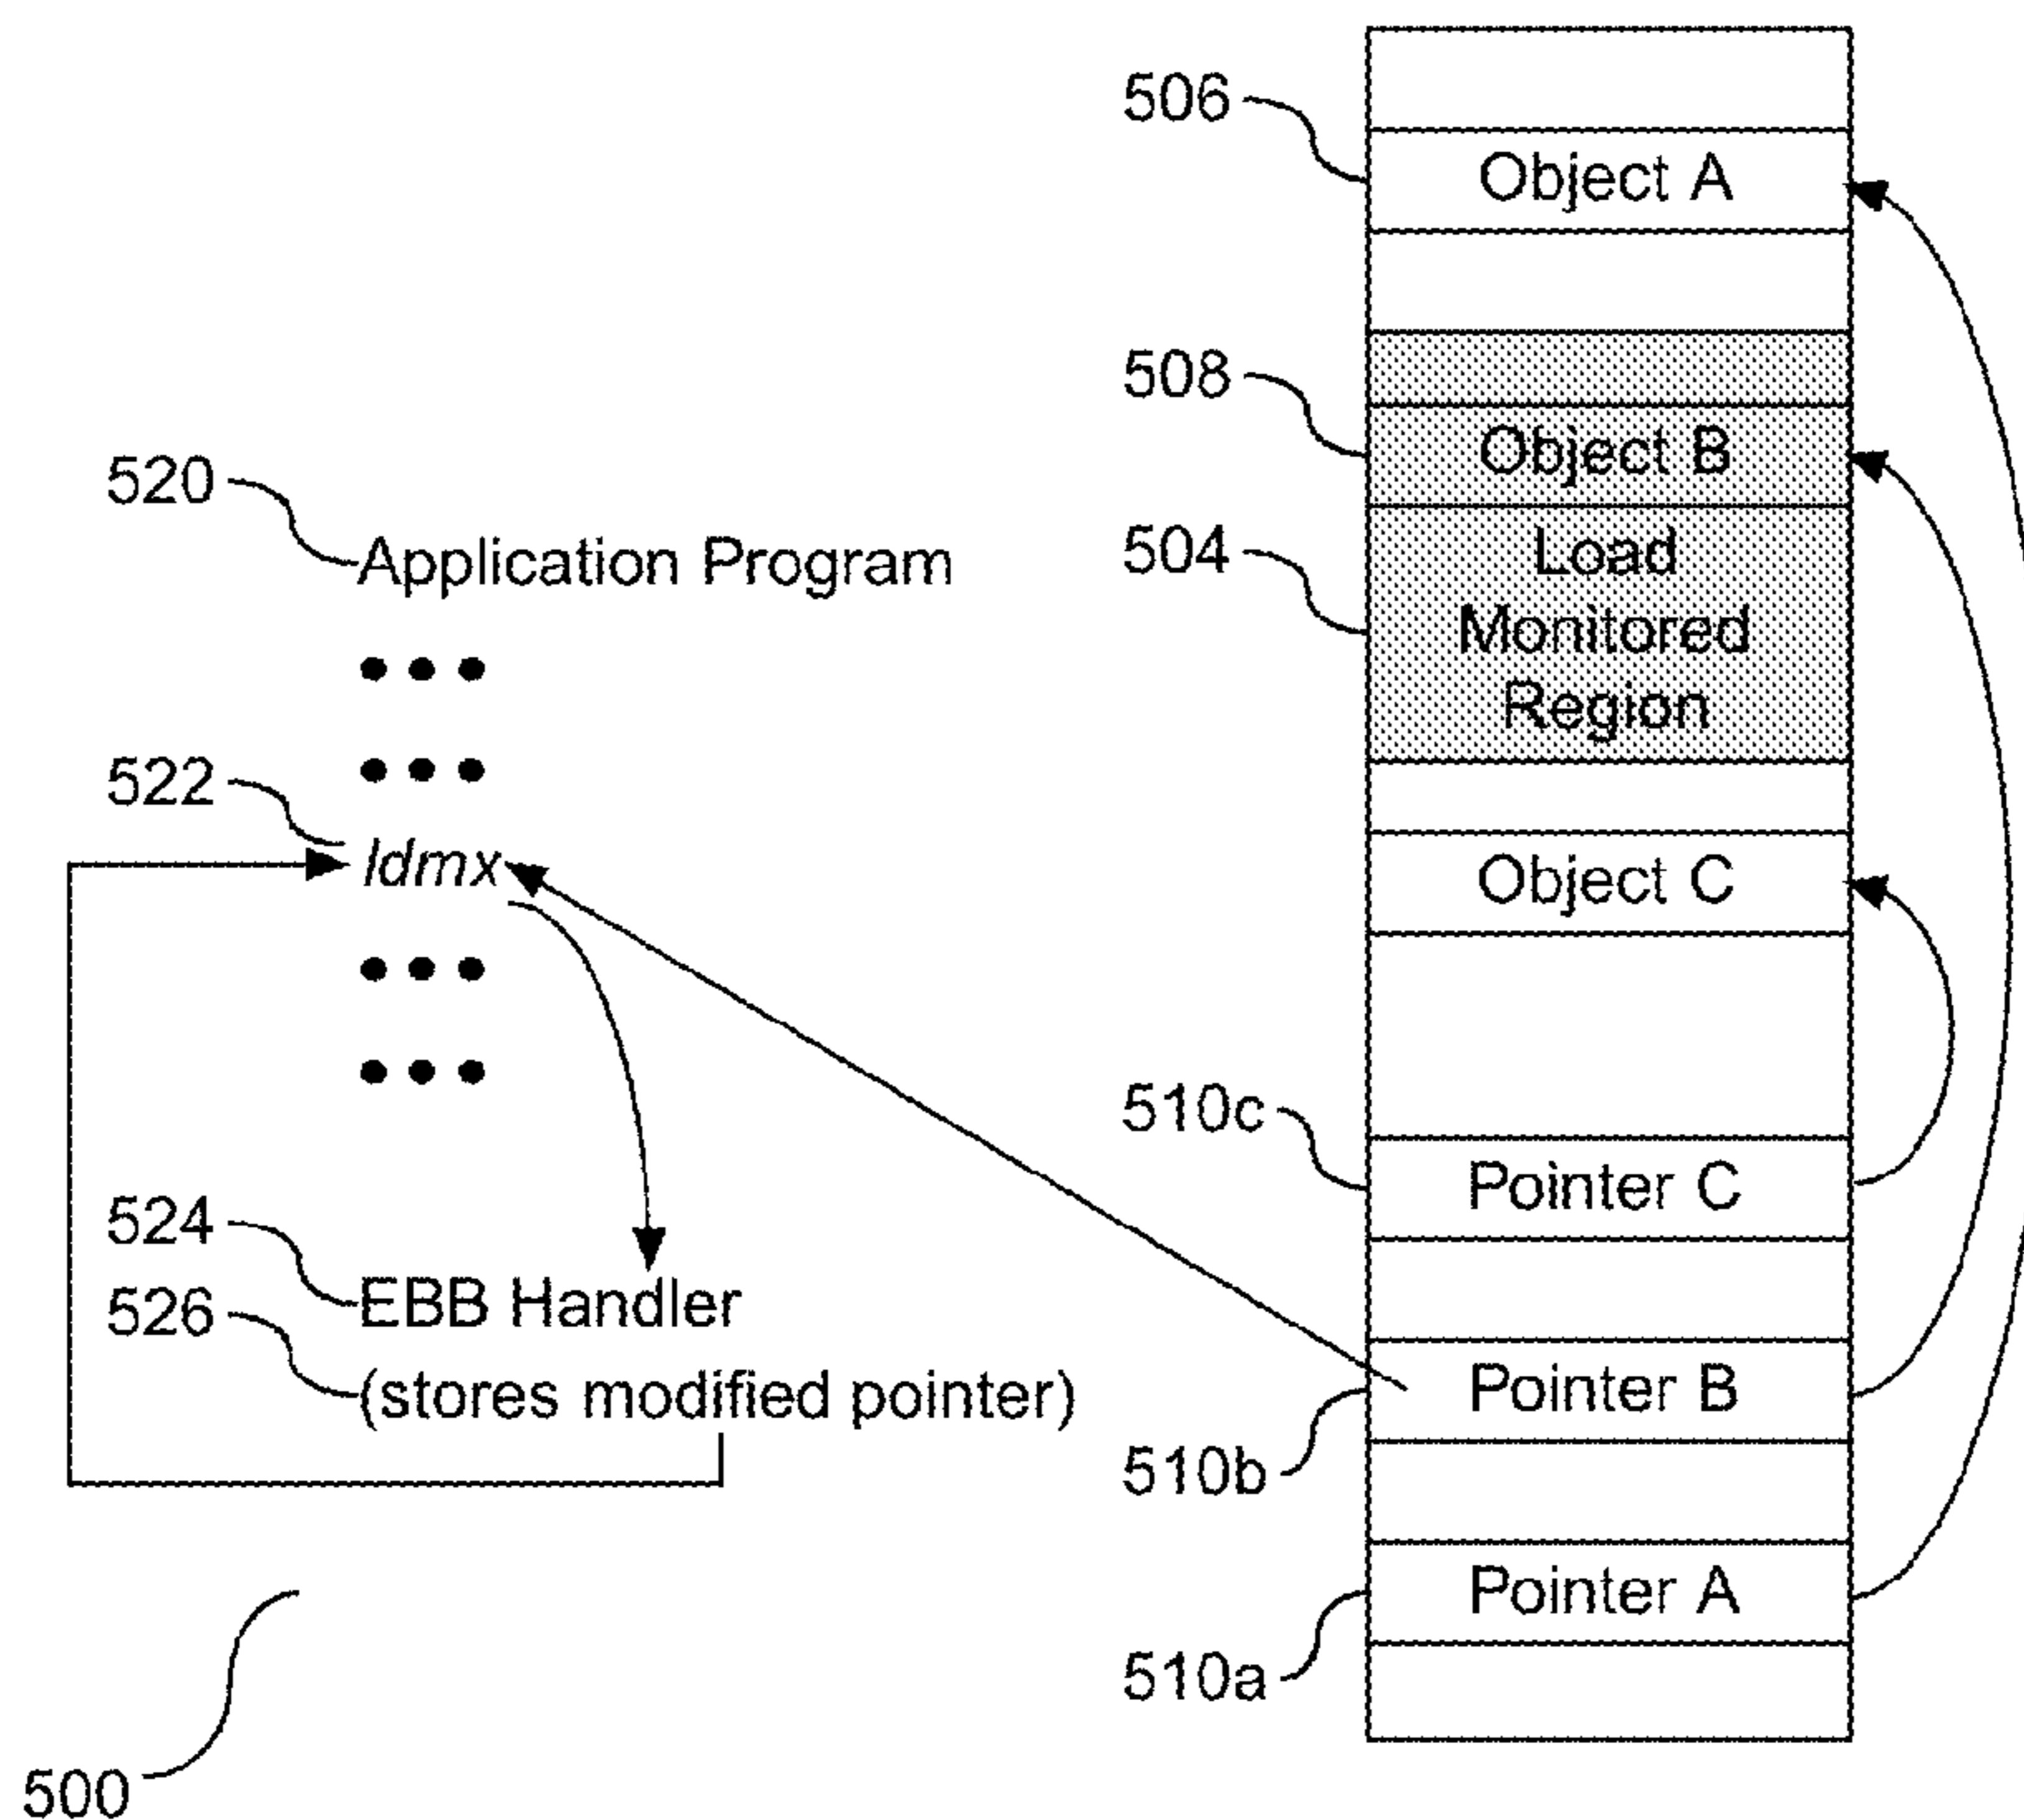 506
Object A
508
Object B
520
504
Load
Application Program
Monitored
Region
522
ldmx
Object C
510c
Pointer C
524
EBB Handler
526
(stores modified pointer)
Pointer B
510b
Pointer A
510a
500